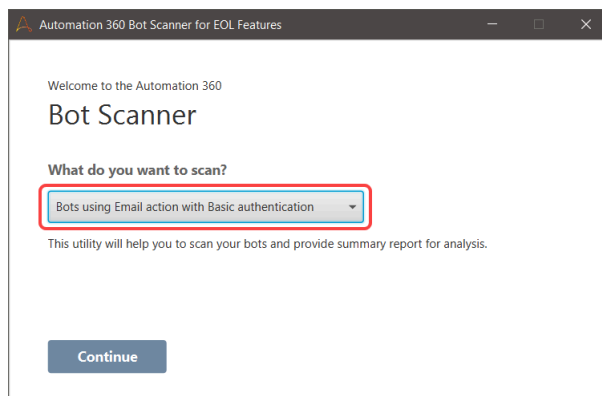 Automation 360 Bot Scanner for EOL Features
Welcome to the Automation 360
Bot Scanner
What do you want to scan?
Bots using Email action with Basic authentication
This utility will help you to scan your bots and provide summary report for analysis.
Continue